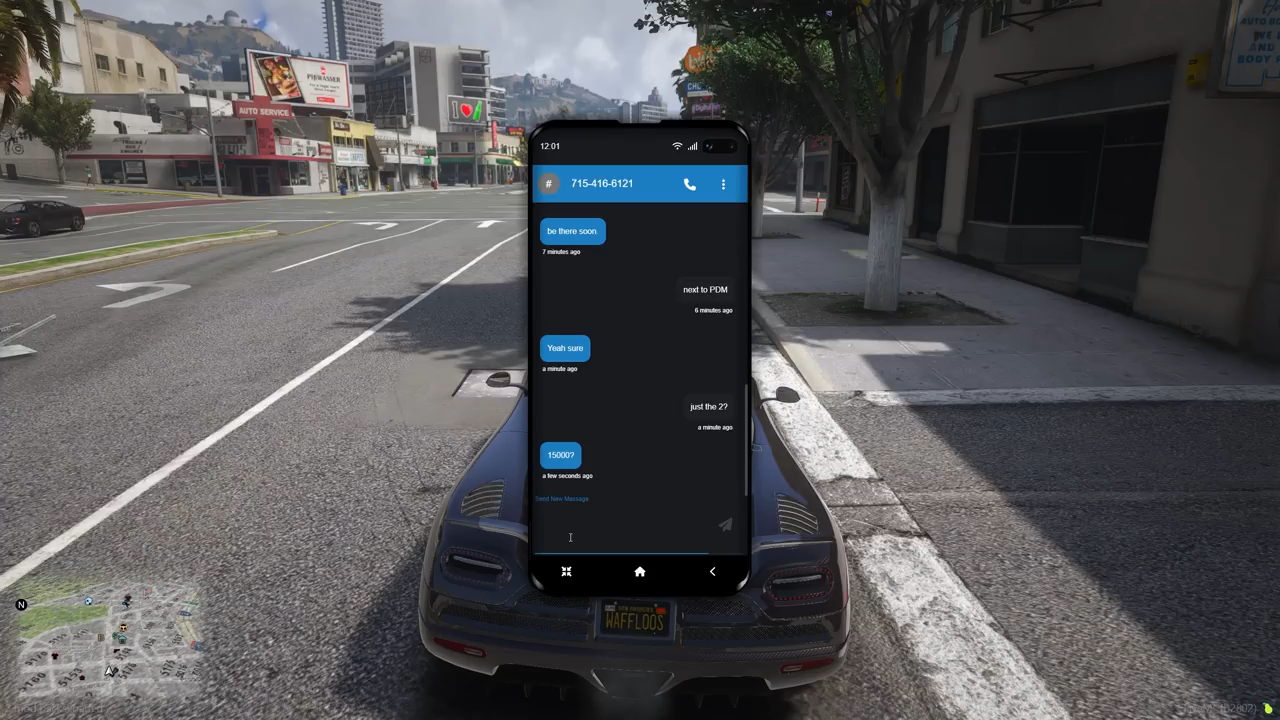 PIßWASSER
I
AUTO SERVICE
12:01
#
715-416-6121
be there soon.
7 minutes ago
next to PDM
6 minutes ago
Yeah sure
a minute ago
just the 2?
a minute ago
15000?
a few seconds ago
Send New Message
WAFFLOOS
N